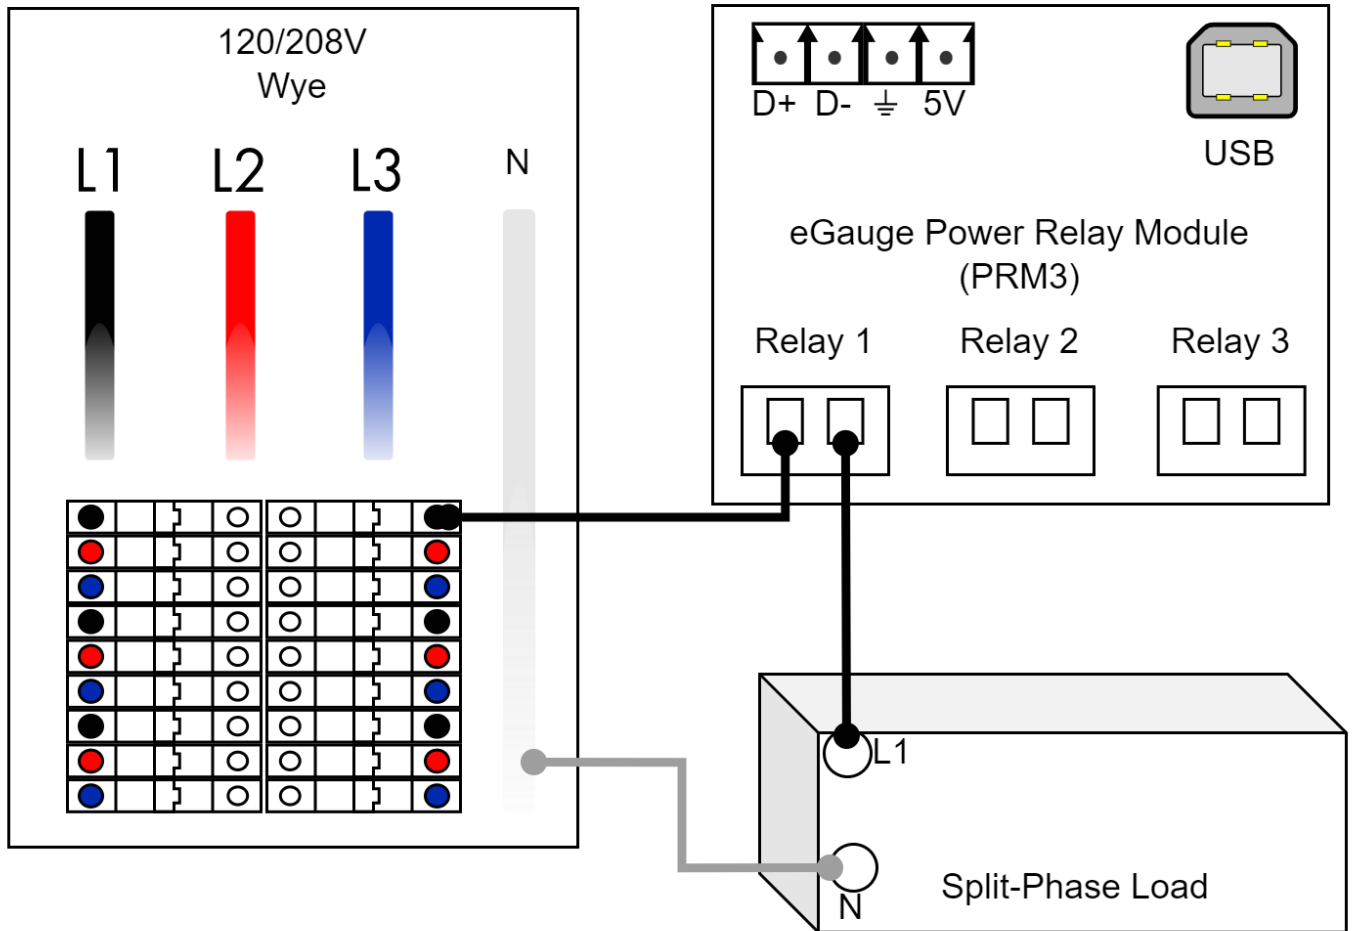 120/208V
Wye
L1 L2 L3 N
D+ D- 5V
USB
eGauge Power Relay Module
(PRM3)
Relay 1 Relay 2 Relay 3
L1
N
Split-Phase Load